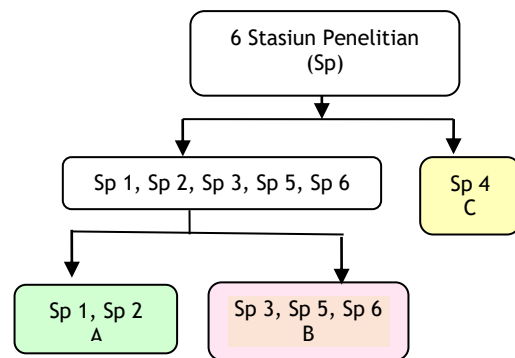 6 Stasiun Penelitian
(Sp)
Sp 1, Sp 2, Sp 3, Sp 5, Sp 6
Sp 4
C
Sp 1, Sp 2
A
Sp 3, Sp 5, Sp 6
B